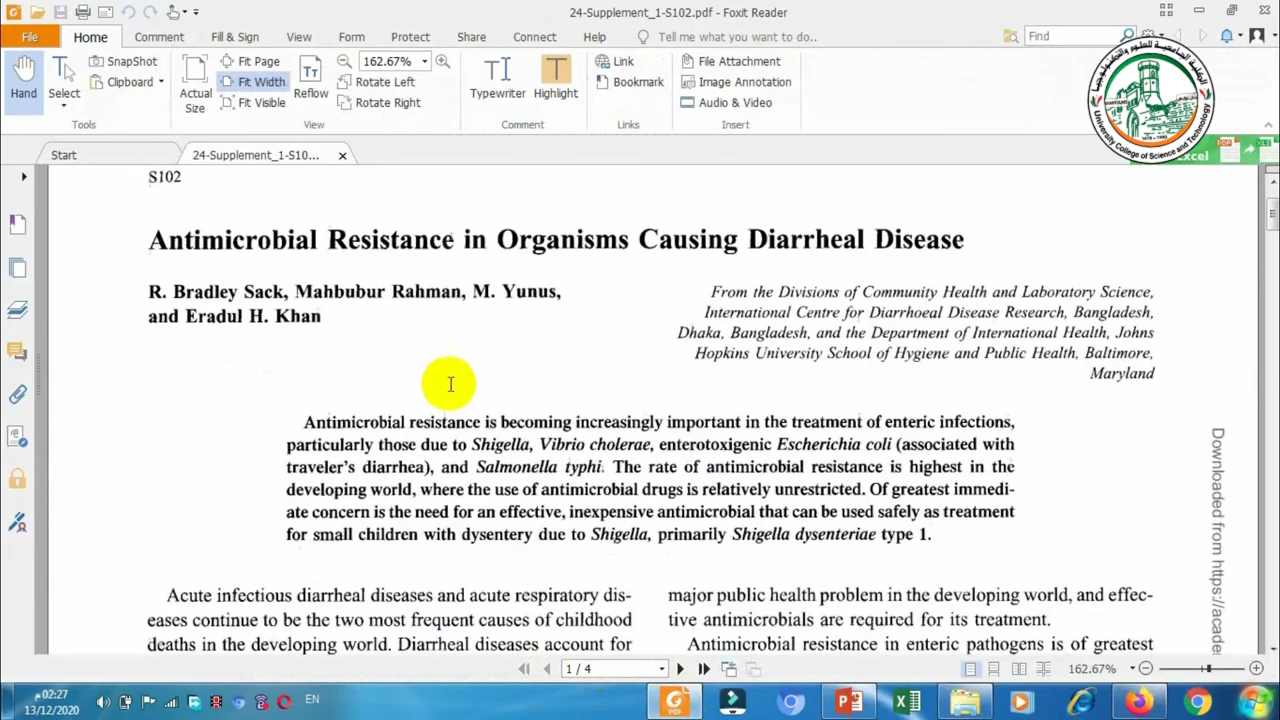 24-Supplement_1-S102.pdf - Foxit Reader
File Home Comment Fill & Sign View Form Protect Share Connect Help Tell me what you want to do.. Find
Hand
Select
SnapShot
Clipboard
Tools
Actual
Size
Fit Page
Fit Width
Fit Visible
Reflow
162.67%
Rotate Left
Rotate Right
View
Typewriter
Highlight
Comment
Link
Bookmark
Links
File Attachment
Image Annotation
Audio & Video
Insert
University College of Science and Technology
Excel
Start
24-Supplement_1-S10...
S102
Antimicrobial Resistance in Organisms Causing Diarrheal Disease
R. Bradley Sack, Mahbubur Rahman, M. Yunus,
and Eradul H. Khan
From the Divisions of Community Health and Laboratory Science,
International Centre for Diarrhoeal Disease Research, Bangladesh,
Dhaka, Bangladesh, and the Department of International Health, Johns
Hopkins University School of Hygiene and Public Health, Baltimore,
Maryland
Antimicrobial resistance is becoming increasingly important in the treatment of enteric infections,
particularly those due to Shigella, Vibrio cholerae, enterotoxigenic Escherichia coli (associated with
traveler's diarrhea), and Salmonella typhi. The rate of antimicrobial resistance is highest in the
developing world, where the use of antimicrobial drugs is relatively unrestricted. Of greatest immedi-
ate concern is the need for an effective, inexpensive antimicrobial that can be used safely as treatment
for small children with dysentery due to Shigella, primarily Shigella dysenteriae type 1.
Acute infectious diarrheal diseases and acute respiratory dis-
eases continue to be the two most frequent causes of childhood
deaths in the developing world. Diarrheal diseases account for
major public health problem in the developing world, and effec-
tive antimicrobials are required for its treatment.
Antimicrobial resistance in enteric pathogens is of greatest
Downloaded from https://acade
1 / 4
162.67%
02:27 م
13/12/2020
EN